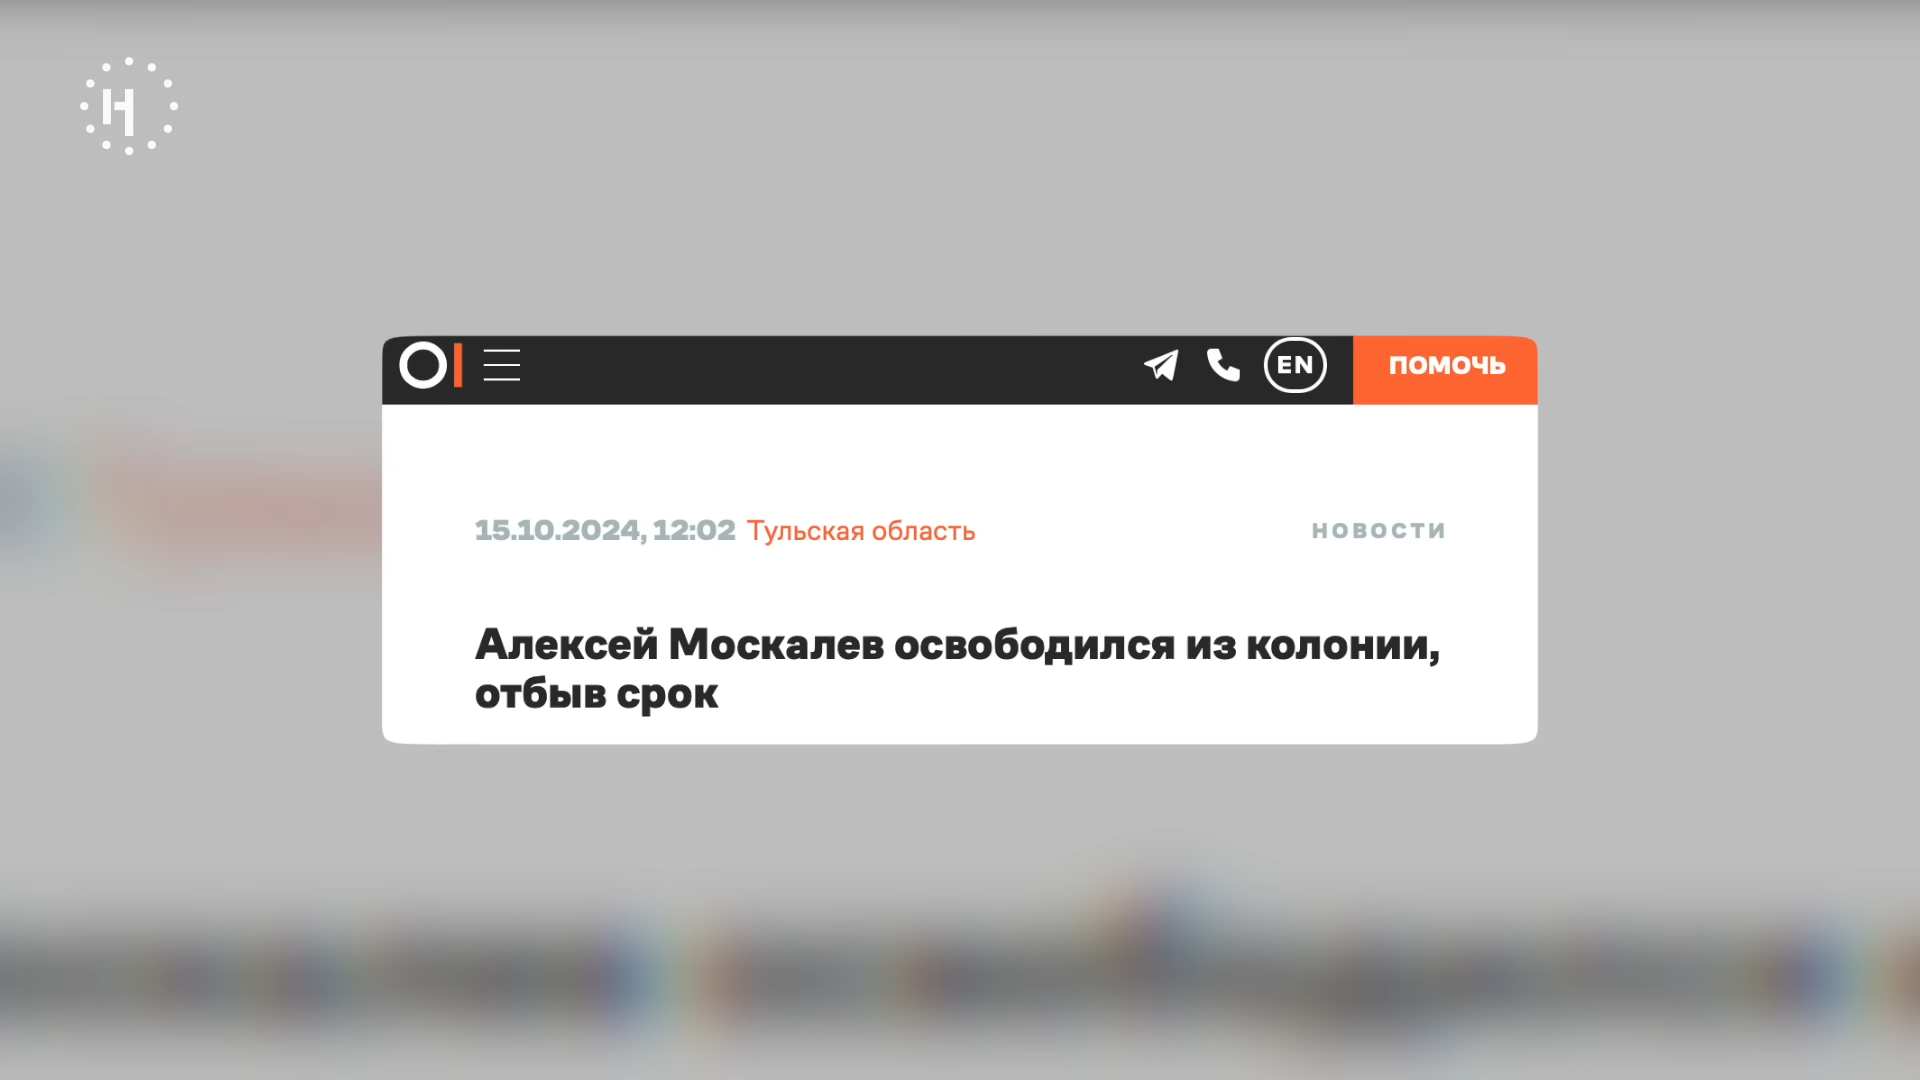 Н
EN
ПОМОЧЬ
15.10.2024, 12:02 Тульская область
НОВОСТИ
Алексей Москалев освободился из колонии,
отбыв срок